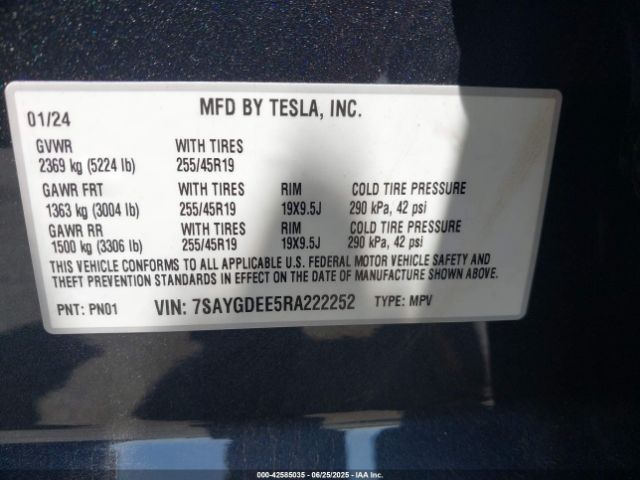 MFD BY TESLA, INC.
01/24
GVWR WITH TIRES
2369 kg (5224 lb) 255/45R19
GAWR FRT WITH TIRES RIM COLD TIRE PRESSURE
1363 kg (3004 lb) 255/45R19 19X9.5J 290 kPa, 42 psi
GAWR RR WITH TIRES RIM COLD TIRE PRESSURE
1500 kg (3306 lb) 255/45R19 19X9.5J 290 kPa, 42 psi
THIS VEHICLE CONFORMS TO ALL APPLICABLE U.S. FEDERAL MOTOR VEHICLE SAFETY AND
THEFT PREVENTION STANDARDS IN EFFECT ON THE DATE OF MANUFACTURE SHOWN ABOVE.
PNT: PN01 VIN: 7SAYGDEE5RA222252 TYPE: MPV
000-42585035 - 06/25/2025 - IAA Inc.